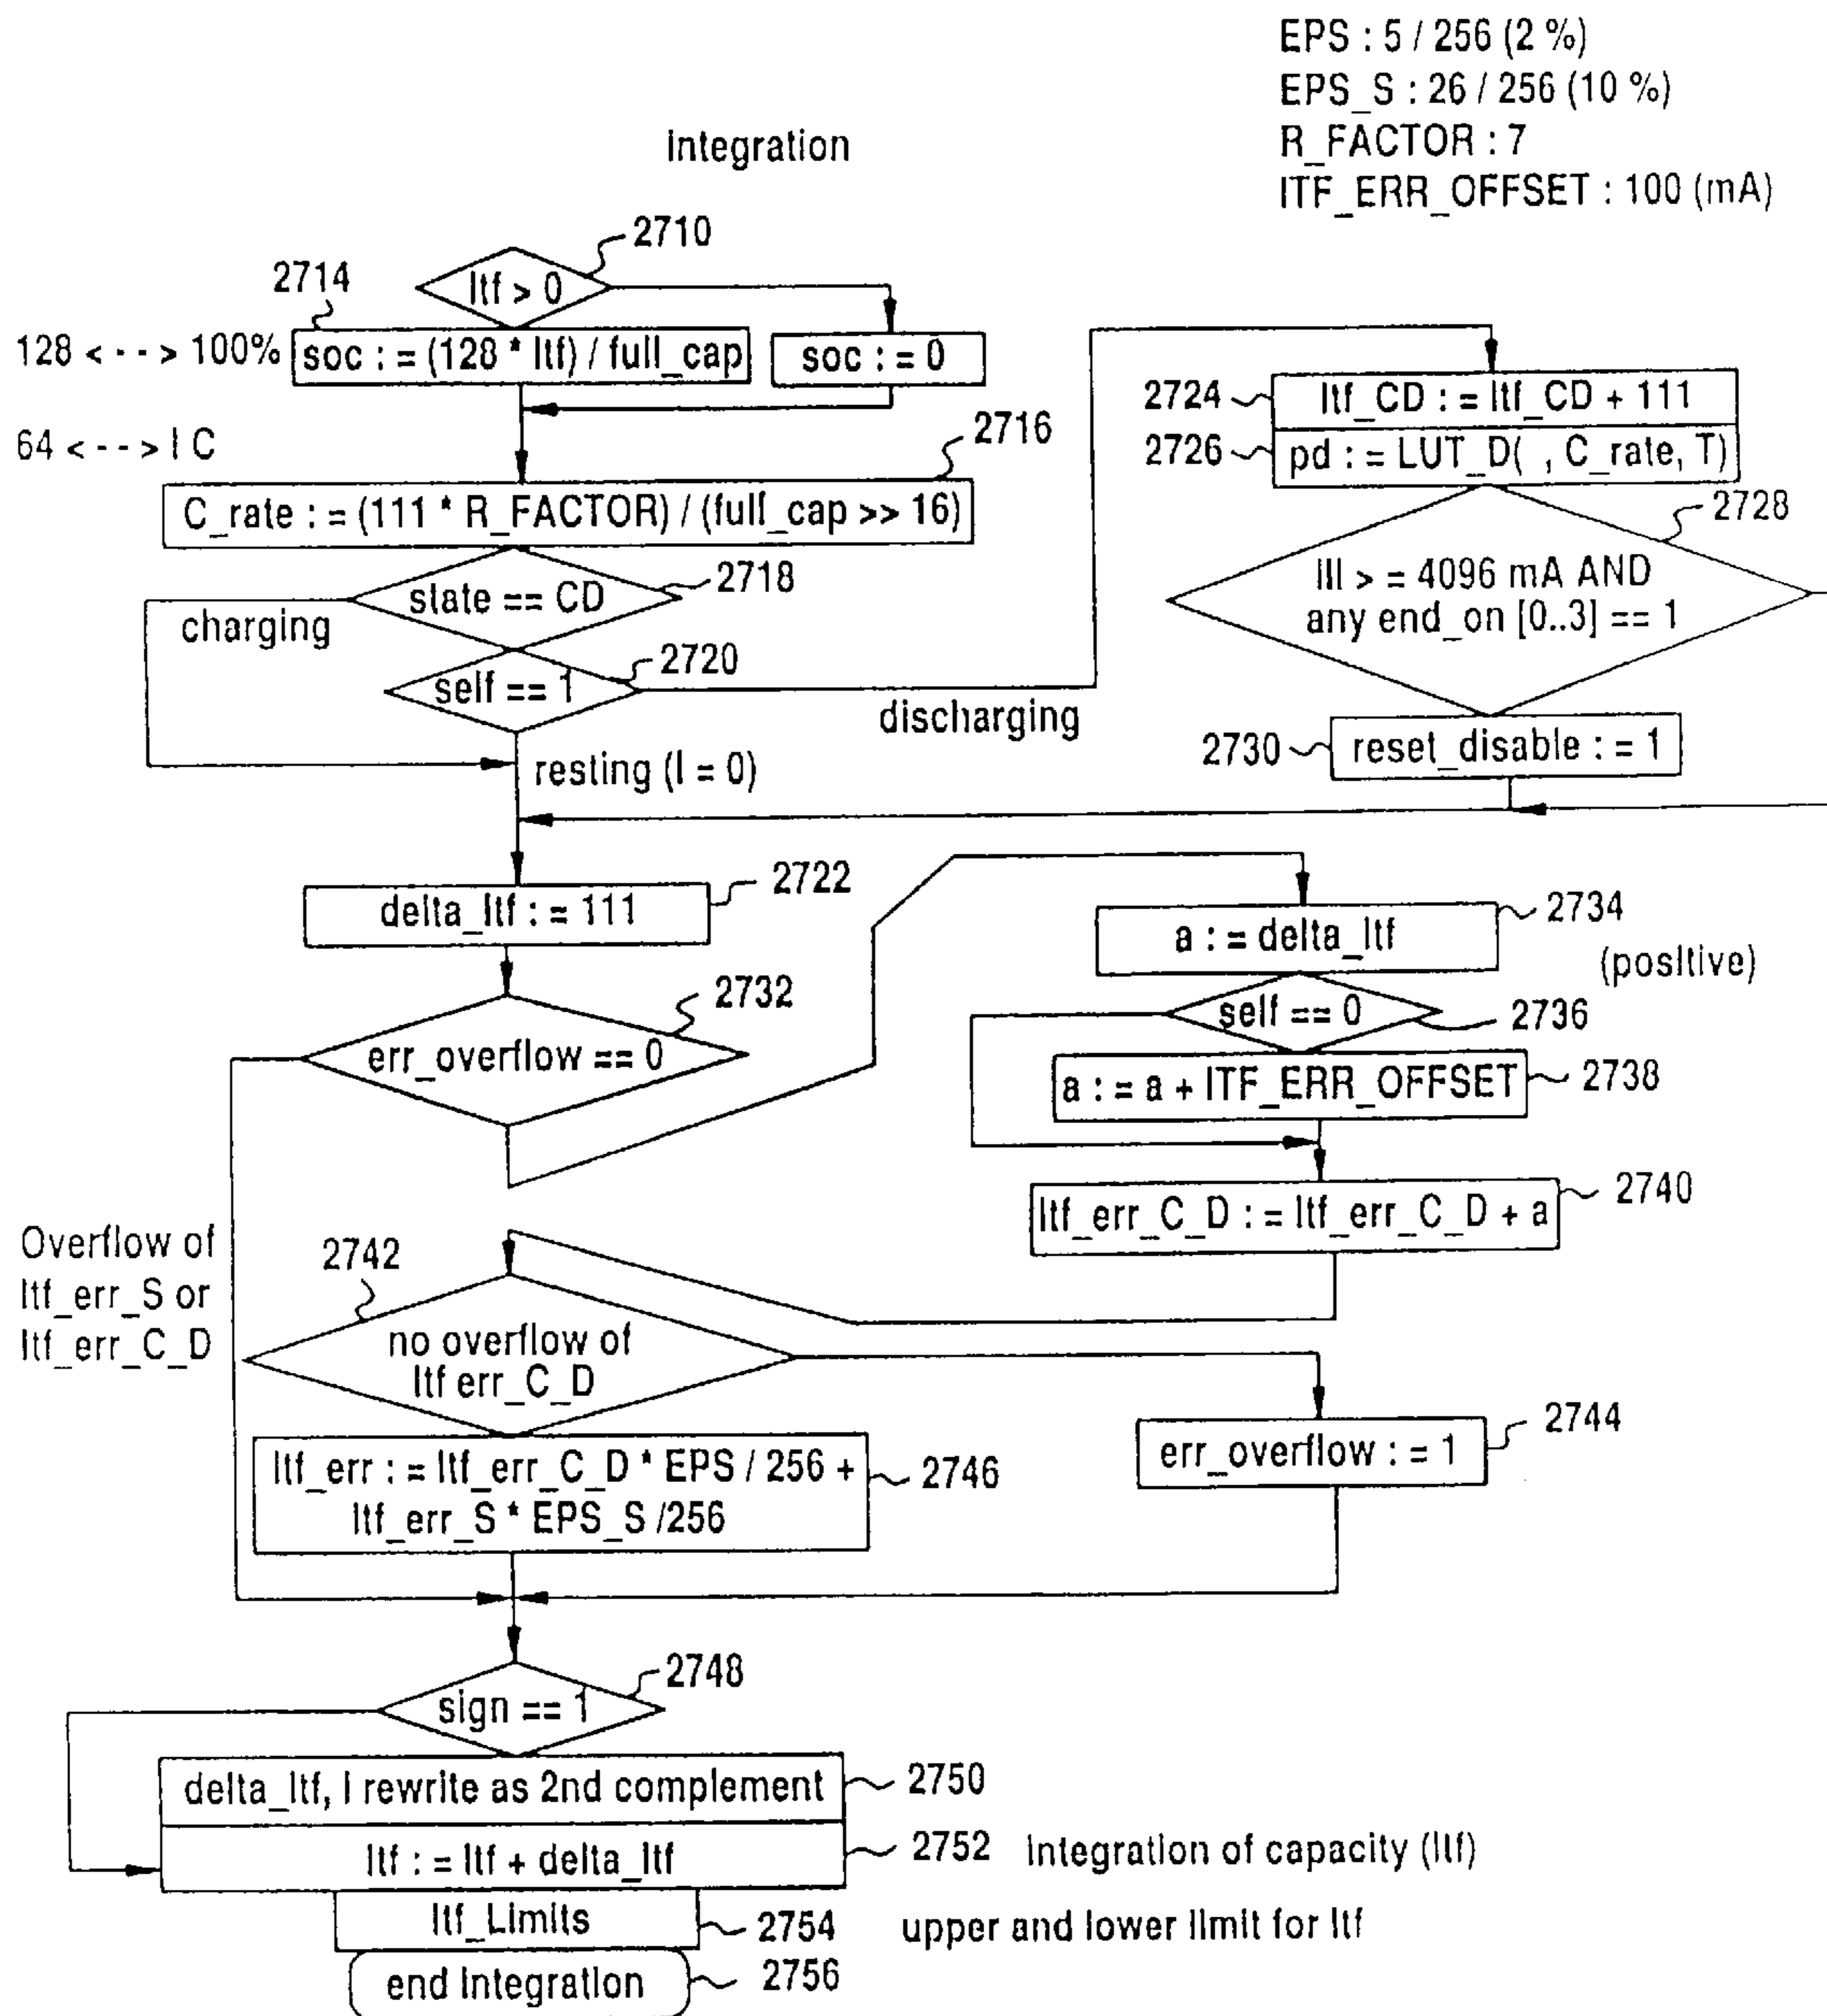 EPS : 5 / 256 (2 %)
EPS_S : 26 / 256 (10 %)
R_FACTOR : 7
ITF_ERR_OFFSET : 100 (mA)
Integration
2710
Itf > 0
2714
128 < - - > 100%
soc : = (128 * Itf) / full_cap
soc : = 0
64 < - - > I C
2716
C_rate : = (111 * R_FACTOR) / (full_cap >> 16)
2718
state == CD
charging
2720
self == 1
discharging
resting (I = 0)
2724
Itf_CD : = Itf_CD + 111
2726
pd : = LUT_D( , C_rate, T)
2728
III > = 4096 mA AND
any end_on [0..3] == 1
2730
reset_disable : = 1
2722
delta_Itf : = 111
2732
err_overflow == 0
2734
a : = delta_Itf
(positive)
self == 0
2736
a : = a + ITF_ERR_OFFSET
2738
Itf_err_C_D : = Itf_err_C_D + a
2740
Overflow of
Itf_err_S or
Itf_err_C_D
2742
no overflow of
Itf err_C_D
2744
err_overflow : = 1
Itf_err : = Itf_err_C_D * EPS / 256 +
Itf_err_S * EPS_S /256
2746
2748
sign == 1
delta_Itf, I rewrite as 2nd complement
2750
Itf : = Itf + delta_Itf
2752
Integration of capacity (Itf)
Itf_Limits
2754
upper and lower limit for Itf
end Integration
2756